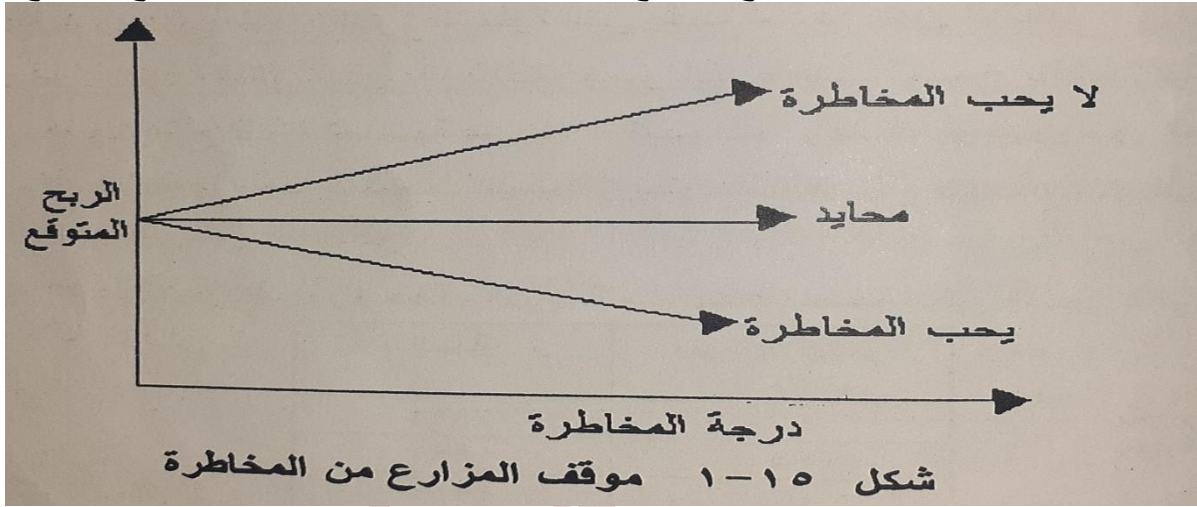 لا يحب المخاطرة
الربح
المتوقع
محايد
يحب المخاطرة
درجة المخاطرة
شكل ١٥-١ موقف المزارع من المخاطرة